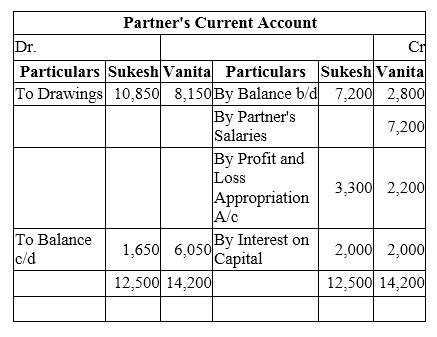 Partner's Current Account
Dr. Cr
Particulars Sukesh Vanita Particulars Sukesh Vanita
To Drawings 10,850 8,150 By Balance b/d 7,200 2,800
By Partner's
Salaries 7,200
By Profit and
Loss
Appropriation
A/c 3,300 2,200
To Balance
c/d 1,650 6,050 By Interest on
Capital 2,000 2,000
12,500 14,200 12,500 14,200